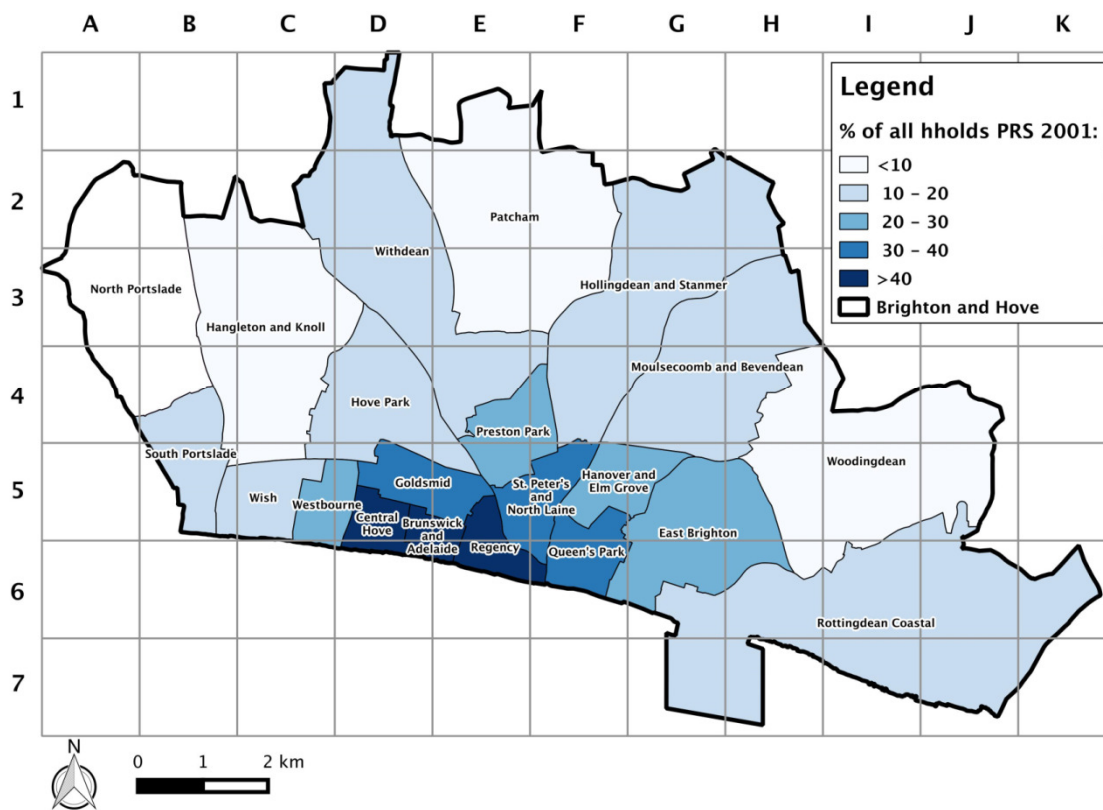 A B C D E F G H I J K
1
2
3
4
5
6
7
Legend
% of all hholds PRS 2001:
<10
10 – 20
20 – 30
30 – 40
>40
Brighton and Hove
Patcham
Withdean
North Portslade
Hollingdean and Stanmer
Hangleton and Knoll
Moulsecoomb and Bevendean
Hove Park
Preston Park
South Portslade
Woodingdean
Goldsmid
St. Peter's
and
North Laine
Hanover and
Elm Grove
Wish
Westbourne
Central
Hove
Brunswick
and
Adelaide
Regency
Queen's Park
East Brighton
Rottingdean Coastal
N
0 1 2 km